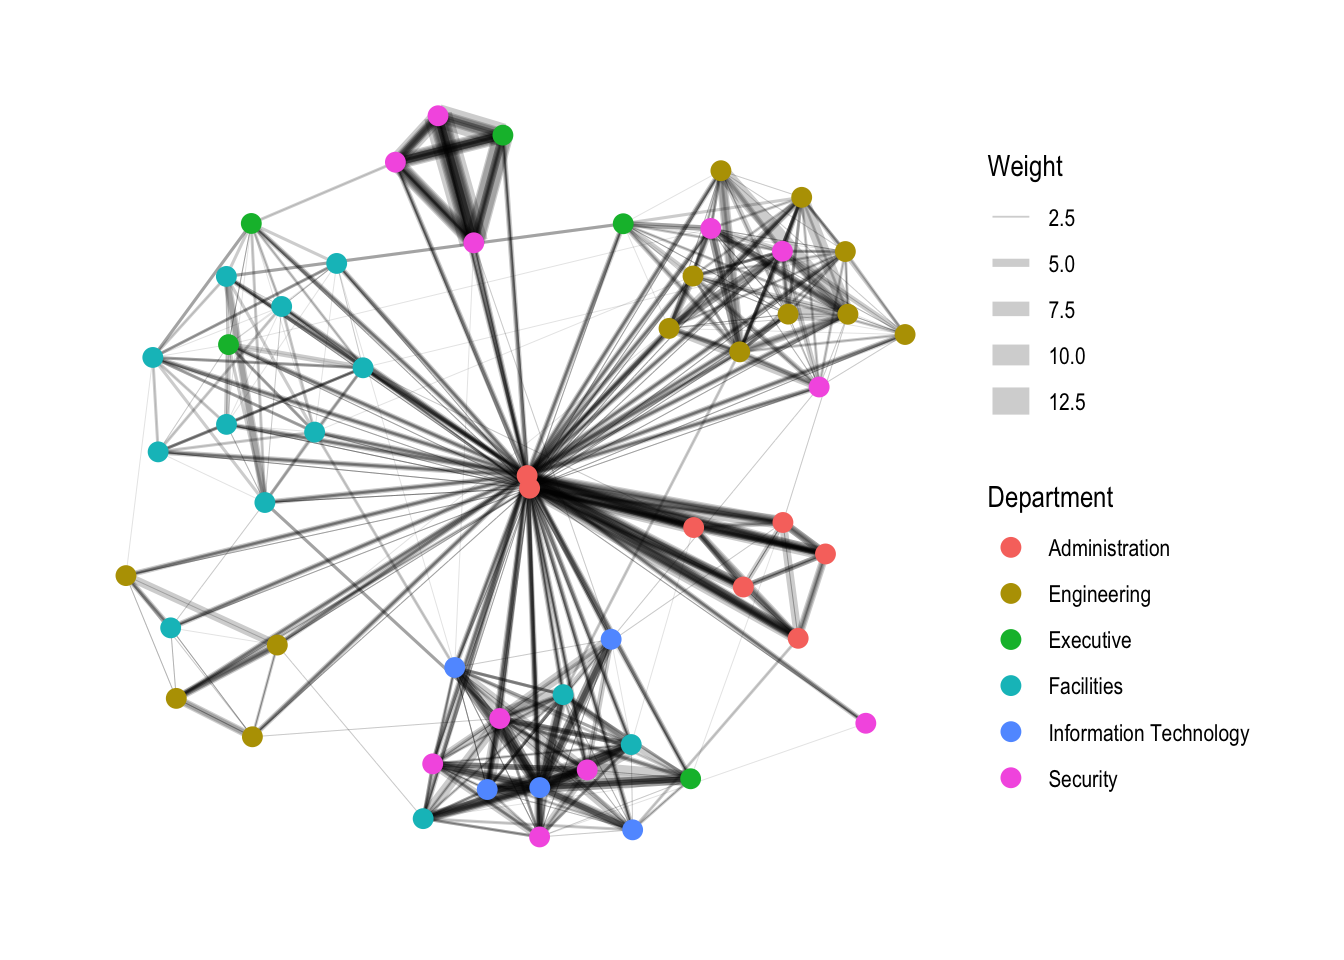 Weight
2.5
5.0
7.5
10.0
12.5
Department
Administration
Engineering
Executive
Facilities
Information Technology
Security